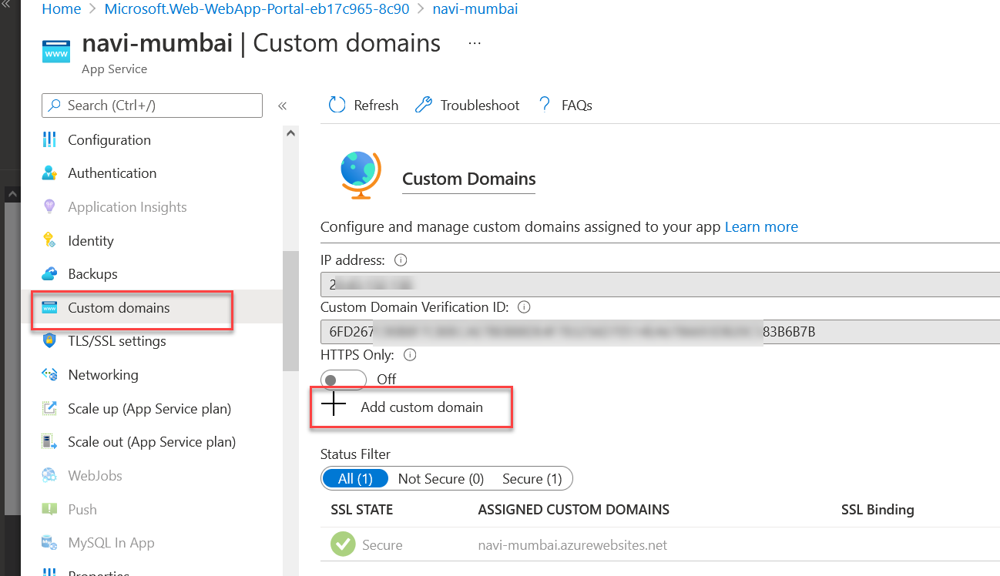 Home > Microsoft.Web-WebApp-Portal-eb17c965-8c90 > navi-mumbai
navi-mumbai | Custom domains ...
App Service
Search (Ctrl+/)
«
Configuration
Authentication
Application Insights
Identity
Backups
Custom domains
TLS/SSL settings
Networking
Scale up (App Service plan)
Scale out (App Service plan)
WebJobs
Push
MySQL In App
Properties
Refresh
Troubleshoot
? FAQs
Custom Domains
Configure and manage custom domains assigned to your app Learn more
IP address:
2
Custom Domain Verification ID:
6FD267 83B6B7B
HTTPS Only:
Off
Add custom domain
Status Filter
All (1) Not Secure (0) Secure (1)
SSL STATE ASSIGNED CUSTOM DOMAINS SSL Binding
Secure navi-mumbai.azurewebsites.net